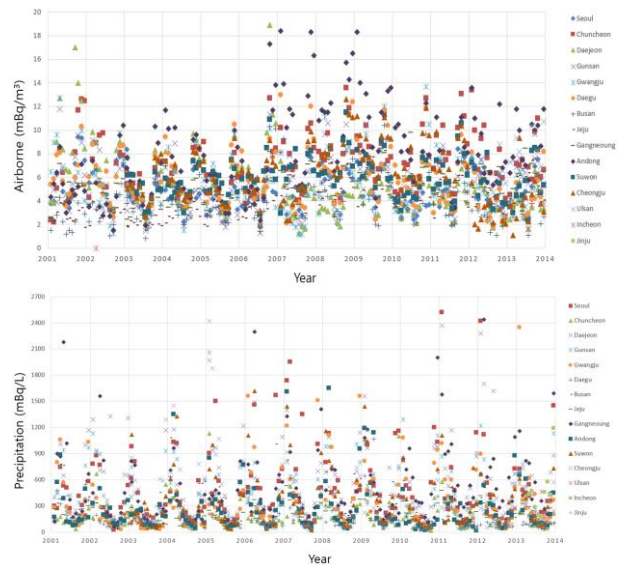 20
18
16
14
12
10
8
6
4
2
0
Airborne (mBq/m³)
2001 2002 2003 2004 2005 2006 2007 2008 2009 2010 2011 2012 2013 2014
Year
Seoul
Chuncheon
Daejeon
Gunsan
Gwangju
Daegu
Busan
Jeju
Gangneoung
Andong
Suwon
Cheongju
Ulsan
Incheon
Jinju
2700
2400
2100
1800
1500
1200
900
600
300
0
Precipitation (mBq/L)
2001 2002 2003 2004 2005 2006 2007 2008 2009 2010 2011 2012 2013 2014
Year
Seoul
Chuncheon
Daejeon
Gunsan
Gwangju
Daegu
Busan
Jeju
Gangneoung
Andong
Suwon
Cheongju
Ulsan
Incheon
Jinju